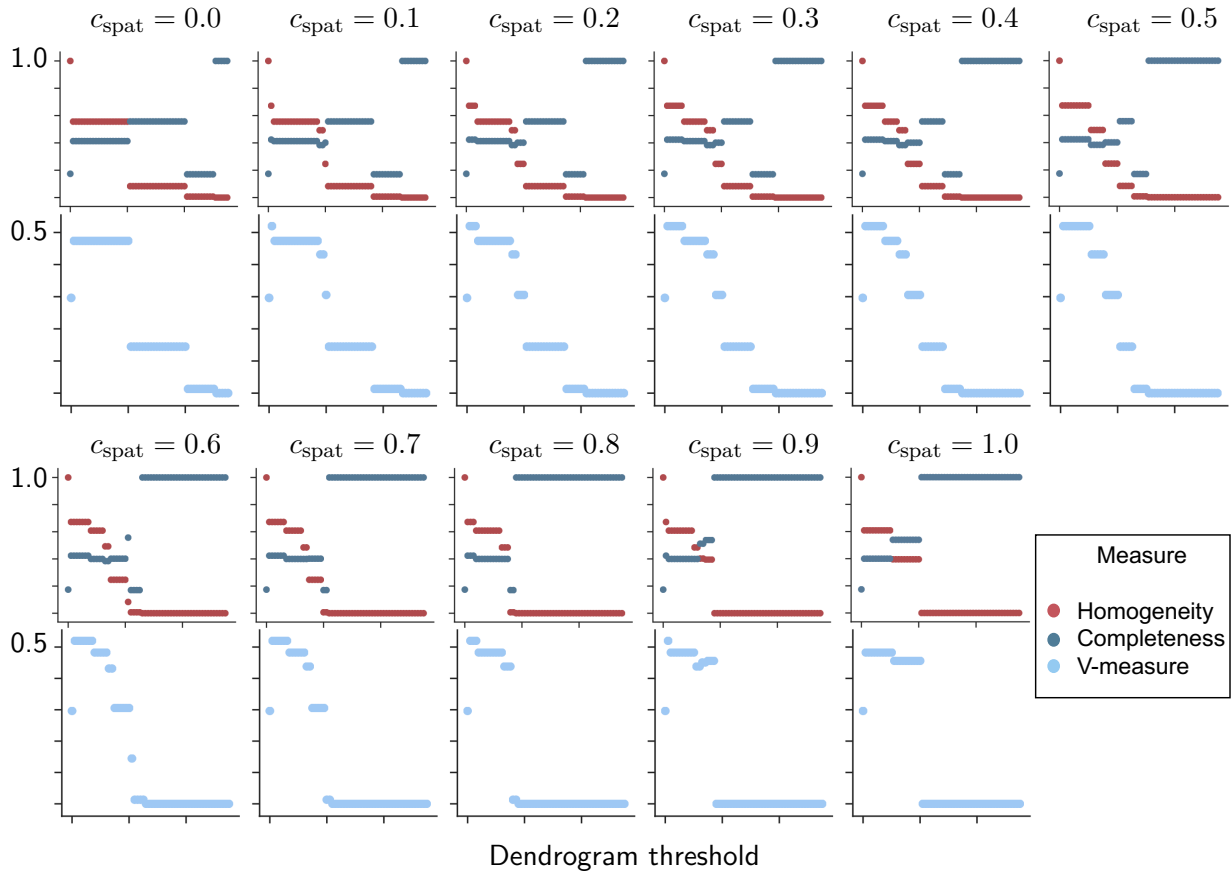 c_spat = 0.0 c_spat = 0.1 c_spat = 0.2 c_spat = 0.3 c_spat = 0.4 c_spat = 0.5
1.0
0.5
c_spat = 0.6 c_spat = 0.7 c_spat = 0.8 c_spat = 0.9 c_spat = 1.0
1.0
0.5
Measure
Homogeneity
Completeness
V-measure
Dendrogram threshold